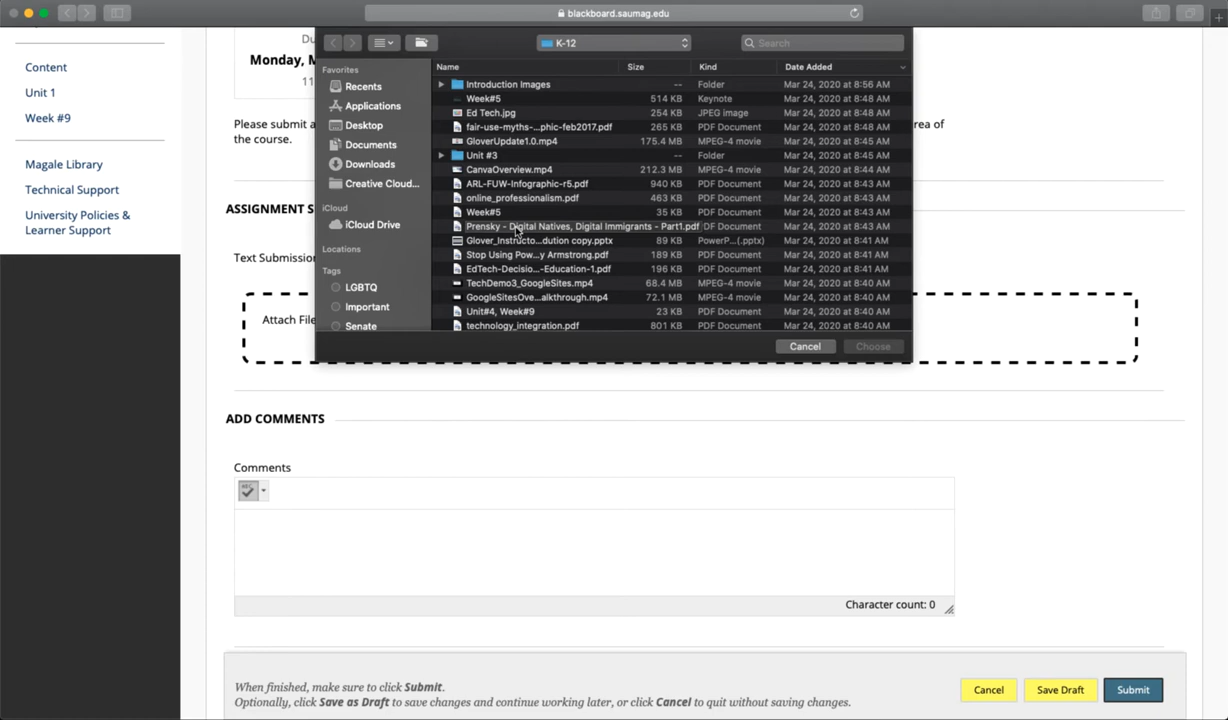 blackboard.saumag.edu
Content
Unit 1
Week #9
Magale Library
Technical Support
University Policies &
Learner Support
Monday, M
Please submit a
area of
the course.
ASSIGNMENT S
Text Submission
Attach File
K-12
Search
Favorites
Recents
Applications
Desktop
Documents
Downloads
Creative Cloud...
iCloud
iCloud Drive
Locations
Tags
LGBTQ
Important
Senate
Name Size Kind Date Added
Introduction Images -- Folder Mar 24, 2020 at 8:56 AM
Week#5 514 KB Keynote Mar 24, 2020 at 8:48 AM
Ed Tech.jpg 254 KB JPEG image Mar 24, 2020 at 8:48 AM
fair-use-myths-...phic-feb2017.pdf 265 KB PDF Document Mar 24, 2020 at 8:48 AM
GloverUpdate1.0.mp4 175.4 MB MPEG-4 movie Mar 24, 2020 at 8:45 AM
Unit #3 -- Folder Mar 24, 2020 at 8:45 AM
CanvaOverview.mp4 212.3 MB MPEG-4 movie Mar 24, 2020 at 8:44 AM
ARL-FUW-Infographic-r5.pdf 940 KB PDF Document Mar 24, 2020 at 8:43 AM
online_professionalism.pdf 463 KB PDF Document Mar 24, 2020 at 8:43 AM
Week#5 35 KB PDF Document Mar 24, 2020 at 8:43 AM
Prensky - Digital Natives, Digital Immigrants - Part1.pdf DF Document Mar 24, 2020 at 8:43 AM
Glover_Instructo...dution copy.pptx 89 KB PowerP...(.pptx) Mar 24, 2020 at 8:41 AM
Stop Using Pow...y Armstrong.pdf 189 KB PDF Document Mar 24, 2020 at 8:41 AM
EdTech-Decisio...-Education-1.pdf 196 KB PDF Document Mar 24, 2020 at 8:41 AM
TechDemo3_GoogleSites.mp4 68.4 MB MPEG-4 movie Mar 24, 2020 at 8:40 AM
GoogleSitesOve...alkthrough.mp4 72.1 MB MPEG-4 movie Mar 24, 2020 at 8:40 AM
Unit#4, Week#9 23 KB PDF Document Mar 24, 2020 at 8:40 AM
technology_integration.pdf 801 KB PDF Document Mar 24, 2020 at 8:40 AM
Cancel Choose
ADD COMMENTS
Comments
Character count: 0
When finished, make sure to click Submit.
Optionally, click Save as Draft to save changes and continue working later, or click Cancel to quit without saving changes.
Cancel Save Draft Submit